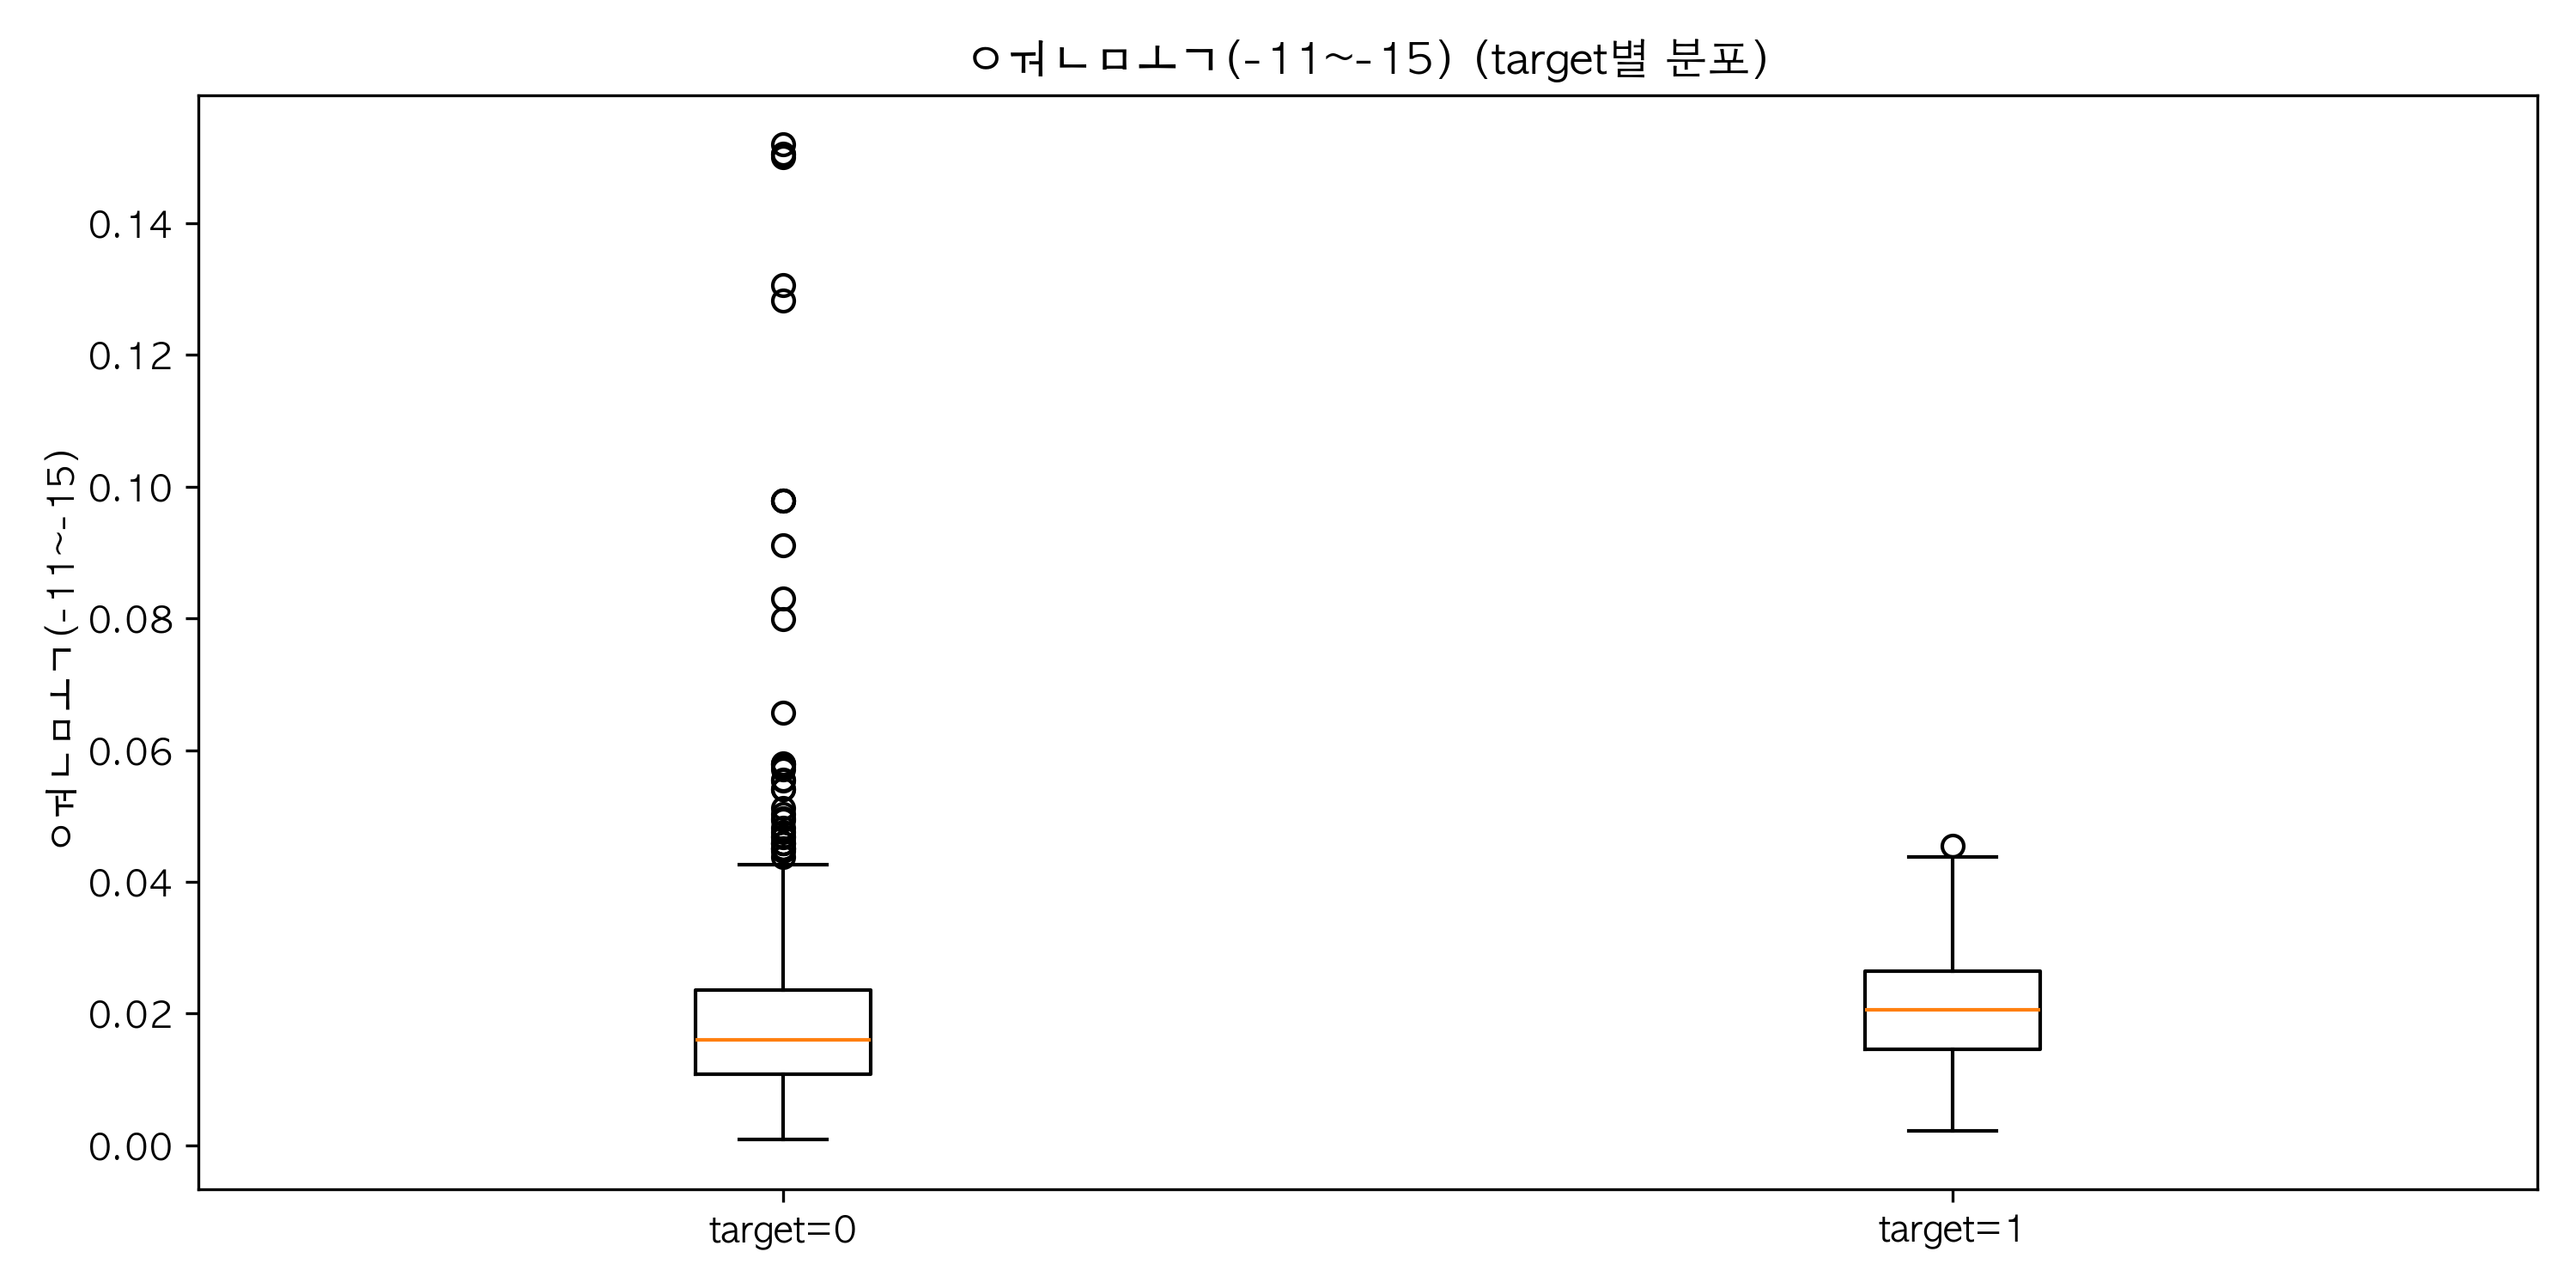 ㅇㅝㄴㅁㅗㄱ(-11~-15) (target별 분포)
ㅇㅝㄴㅁㅗㄱ(-11~-15)
0.14
0.12
0.10
0.08
0.06
0.04
0.02
0.00
target=0
target=1